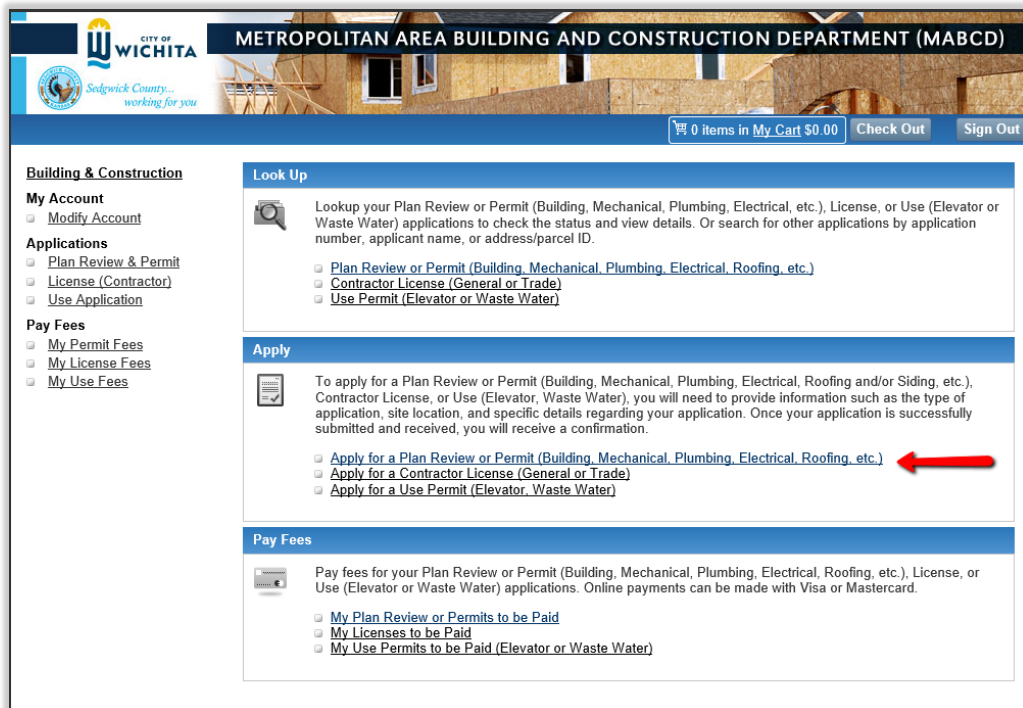 CITY OF
WICHITA
Sedgwick County...
working for you
METROPOLITAN AREA BUILDING AND CONSTRUCTION DEPARTMENT (MABCD)
0 items in My Cart $0.00
Check Out
Sign Out
Building & Construction
My Account
Modify Account
Applications
Plan Review & Permit
License (Contractor)
Use Application
Pay Fees
My Permit Fees
My License Fees
My Use Fees
Look Up
Lookup your Plan Review or Permit (Building, Mechanical, Plumbing, Electrical, etc.), License, or Use (Elevator or
Waste Water) applications to check the status and view details. Or search for other applications by application
number, applicant name, or address/parcel ID.
Plan Review or Permit (Building, Mechanical, Plumbing, Electrical, Roofing, etc.)
Contractor License (General or Trade)
Use Permit (Elevator or Waste Water)
Apply
To apply for a Plan Review or Permit (Building, Mechanical, Plumbing, Electrical, Roofing and/or Siding, etc.),
Contractor License, or Use (Elevator, Waste Water), you will need to provide information such as the type of
application, site location, and specific details regarding your application. Once your application is successfully
submitted and received, you will receive a confirmation.
Apply for a Plan Review or Permit (Building, Mechanical, Plumbing, Electrical, Roofing, etc.)
Apply for a Contractor License (General or Trade)
Apply for a Use Permit (Elevator, Waste Water)
Pay Fees
Pay fees for your Plan Review or Permit (Building, Mechanical, Plumbing, Electrical, Roofing, etc.), License, or
Use (Elevator or Waste Water) applications. Online payments can be made with Visa or Mastercard.
My Plan Review or Permits to be Paid
My Licenses to be Paid
My Use Permits to be Paid (Elevator or Waste Water)